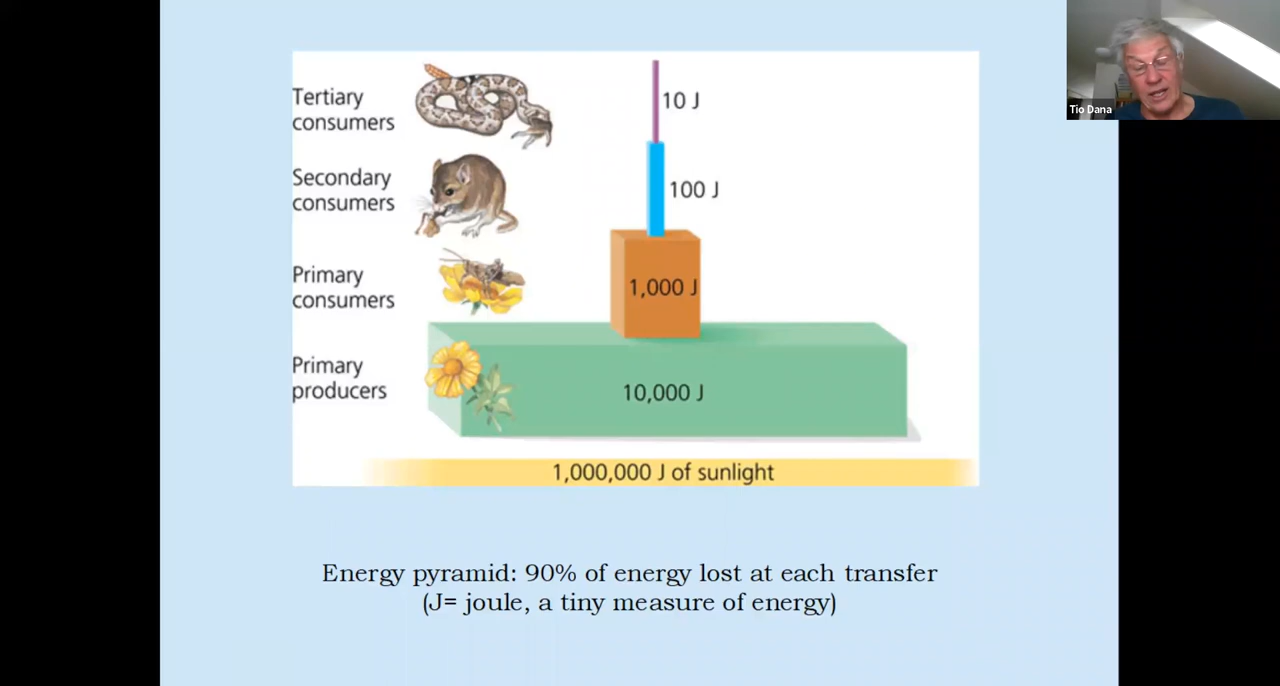 Tertiary
consumers
10 J
Secondary
consumers
100 J
Primary
consumers
1,000 J
Primary
producers
10,000 J
1,000,000 J of sunlight
Energy pyramid: 90% of energy lost at each transfer
(J= joule, a tiny measure of energy)
Tio Dana